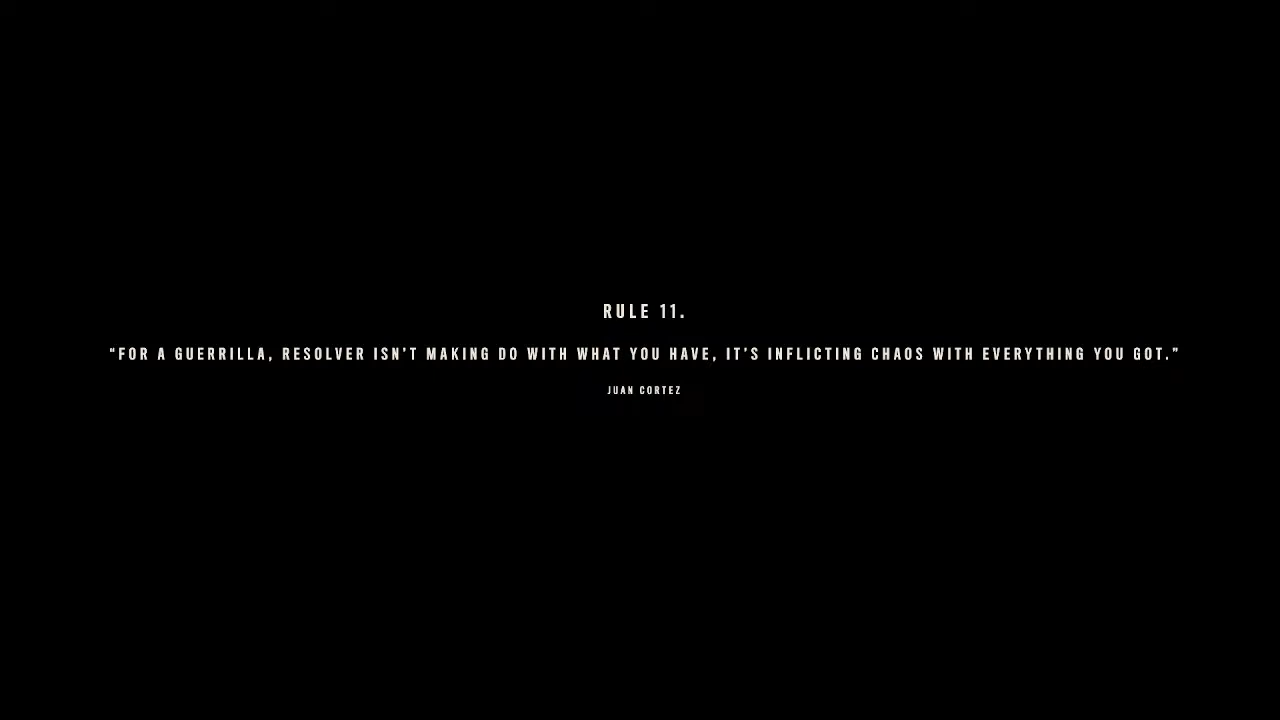 RULE 11.
“FOR A GUERRILLA, RESOLVER ISN'T MAKING DO WITH WHAT YOU HAVE, IT'S INFLICTING CHAOS WITH EVERYTHING YOU GOT.”
JUAN CORTEZ